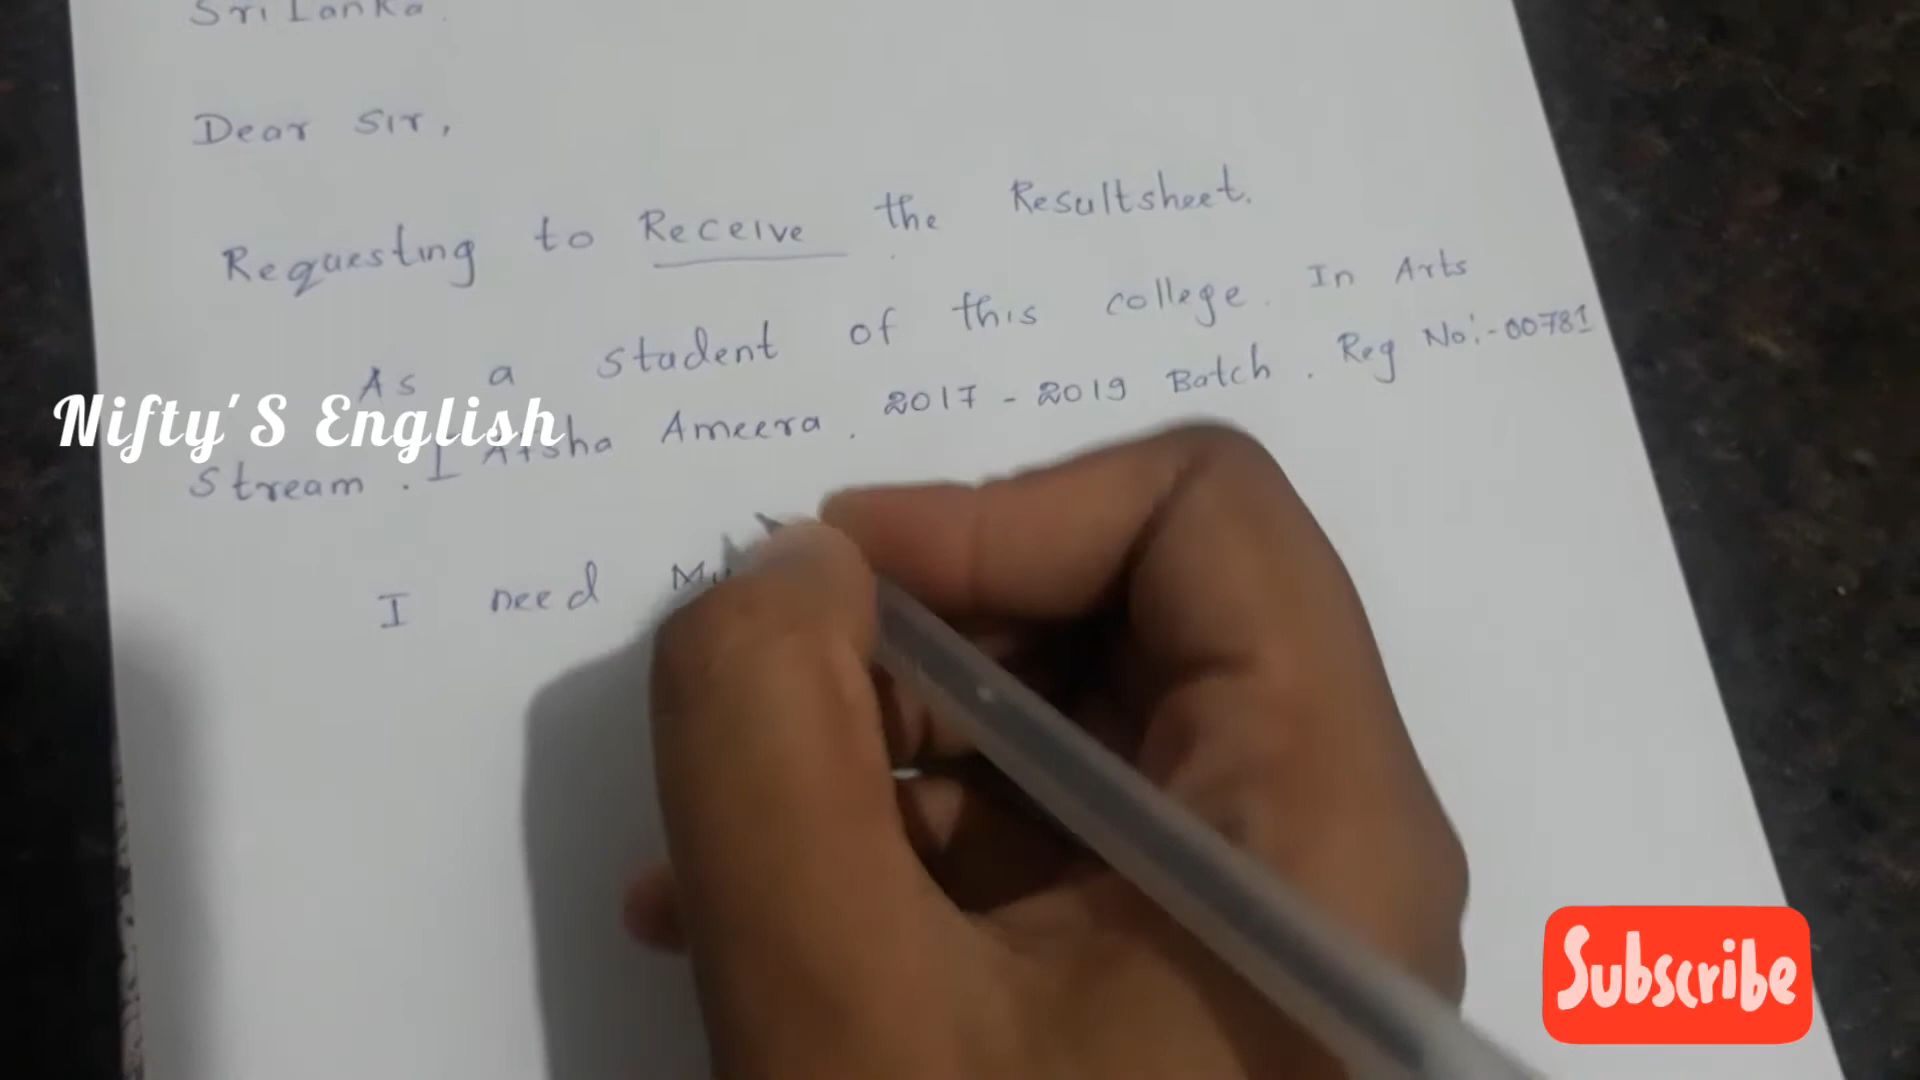 Sri Lanka.
Dear Sir,
Requesting to Receive the Resultsheet.
As a student of this college. In Arts
Stream. I Aisha Ameera. 2017 - 2019 Batch. Reg No:- 00781
I need
Nifty'S English
Subscribe